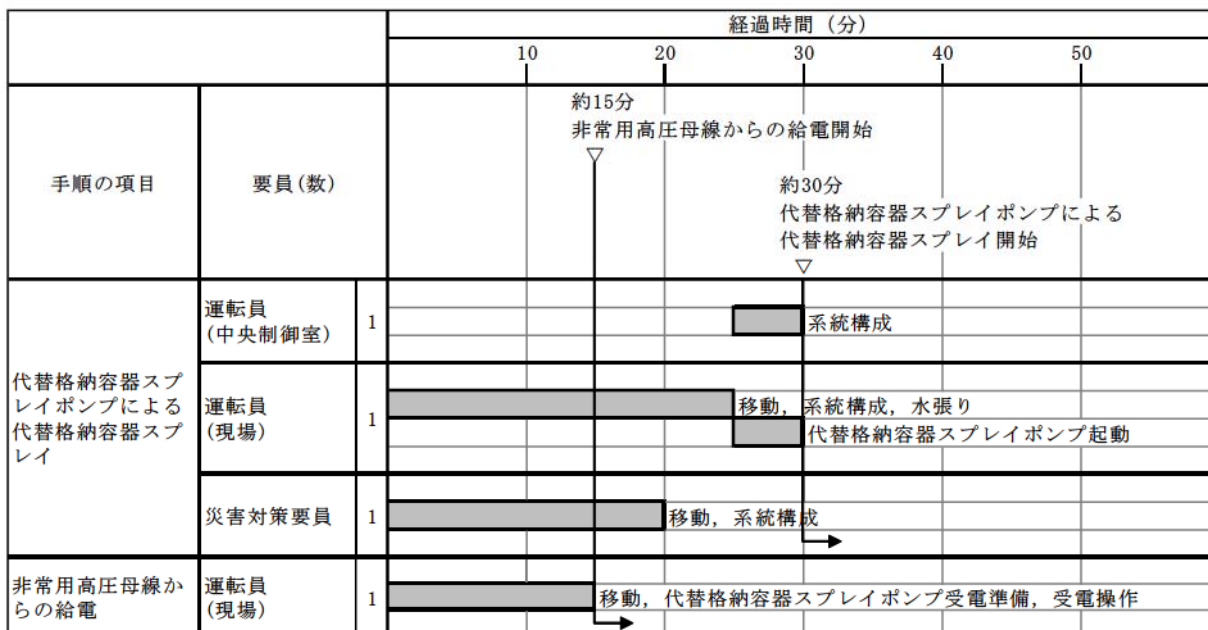 経過時間（分）
10 20 30 40 50
手順の項目
要員(数)
約15分
非常用高圧母線からの給電開始
▽
約30分
代替格納容器スプレイポンプによる
代替格納容器スプレイ開始
▽
代替格納容器スプ
レイポンプによる
代替格納容器スプ
レイ
運転員
(中央制御室)
1
系統構成
運転員
(現場)
1
移動，系統構成，水張り
代替格納容器スプレイポンプ起動
災害対策要員
1
移動，系統構成
非常用高圧母線か
らの給電
運転員
(現場)
1
移動，代替格納容器スプレイポンプ受電準備，受電操作